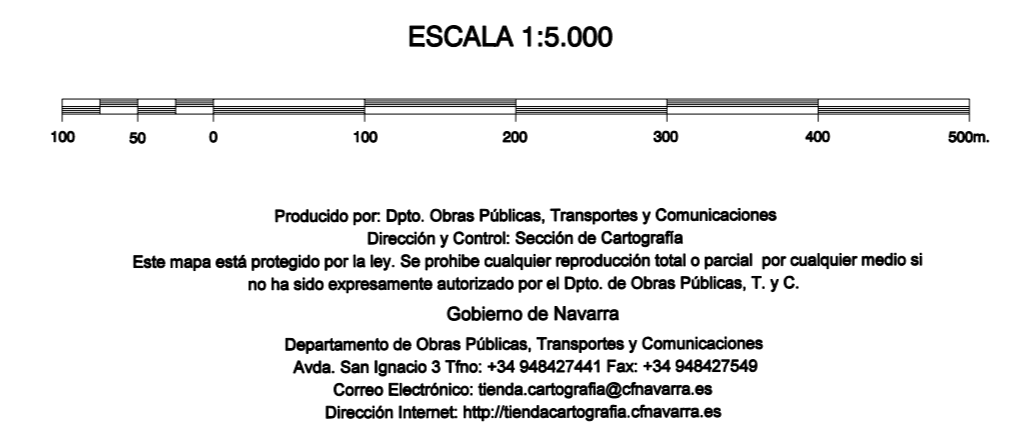 ESCALA 1:5.000
100 50 0 100 200 300 400 500m.
Producido por: Dpto. Obras Públicas, Transportes y Comunicaciones
Dirección y Control: Sección de Cartografía
Este mapa está protegido por la ley. Se prohibe cualquier reproducción total o parcial por cualquier medio si
no ha sido expresamente autorizado por el Dpto. de Obras Públicas, T. y C.
Gobierno de Navarra
Departamento de Obras Públicas, Transportes y Comunicaciones
Avda. San Ignacio 3 Tfno: +34 948427441 Fax: +34 948427549
Correo Electrónico: tienda.cartografia@cfnavarra.es
Dirección Internet: http://tiendacartografia.cfnavarra.es